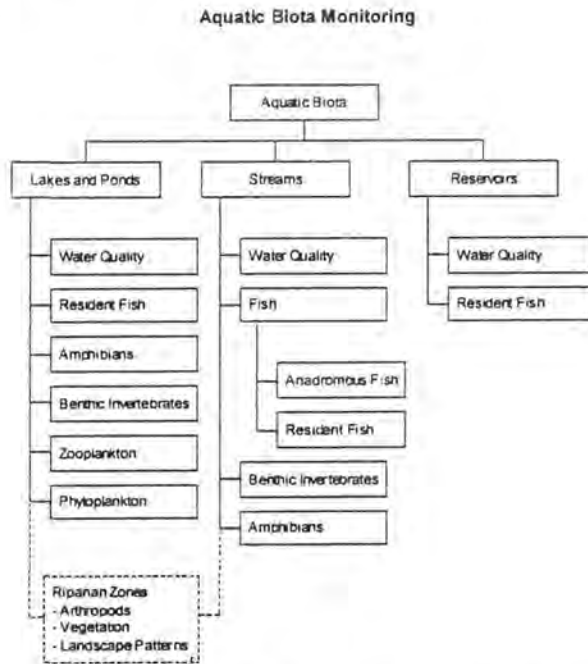 Aquatic Biota Monitoring
Aquatic Biota
Lakes and Ponds
Streams
Reservoirs
Water Quality
Resident Fish
Amphibians
Benthic Invertebrates
Zooplankton
Phytoplankton
Water Quality
Fish
Anadromous Fish
Resident Fish
Benthic Invertebrates
Amphibians
Water Quality
Resident Fish
Riparian Zones
- Arthropods
- Vegetation
- Landscape Patterns